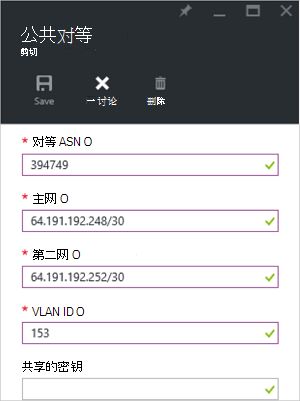 公共对等
剪切
Save
一 讨论
删除
* 对等 ASN O
394749
* 主网 O
64.191.192.248/30
* 第二网 O
64.191.192.252/30
* VLAN ID O
153
共享的密钥